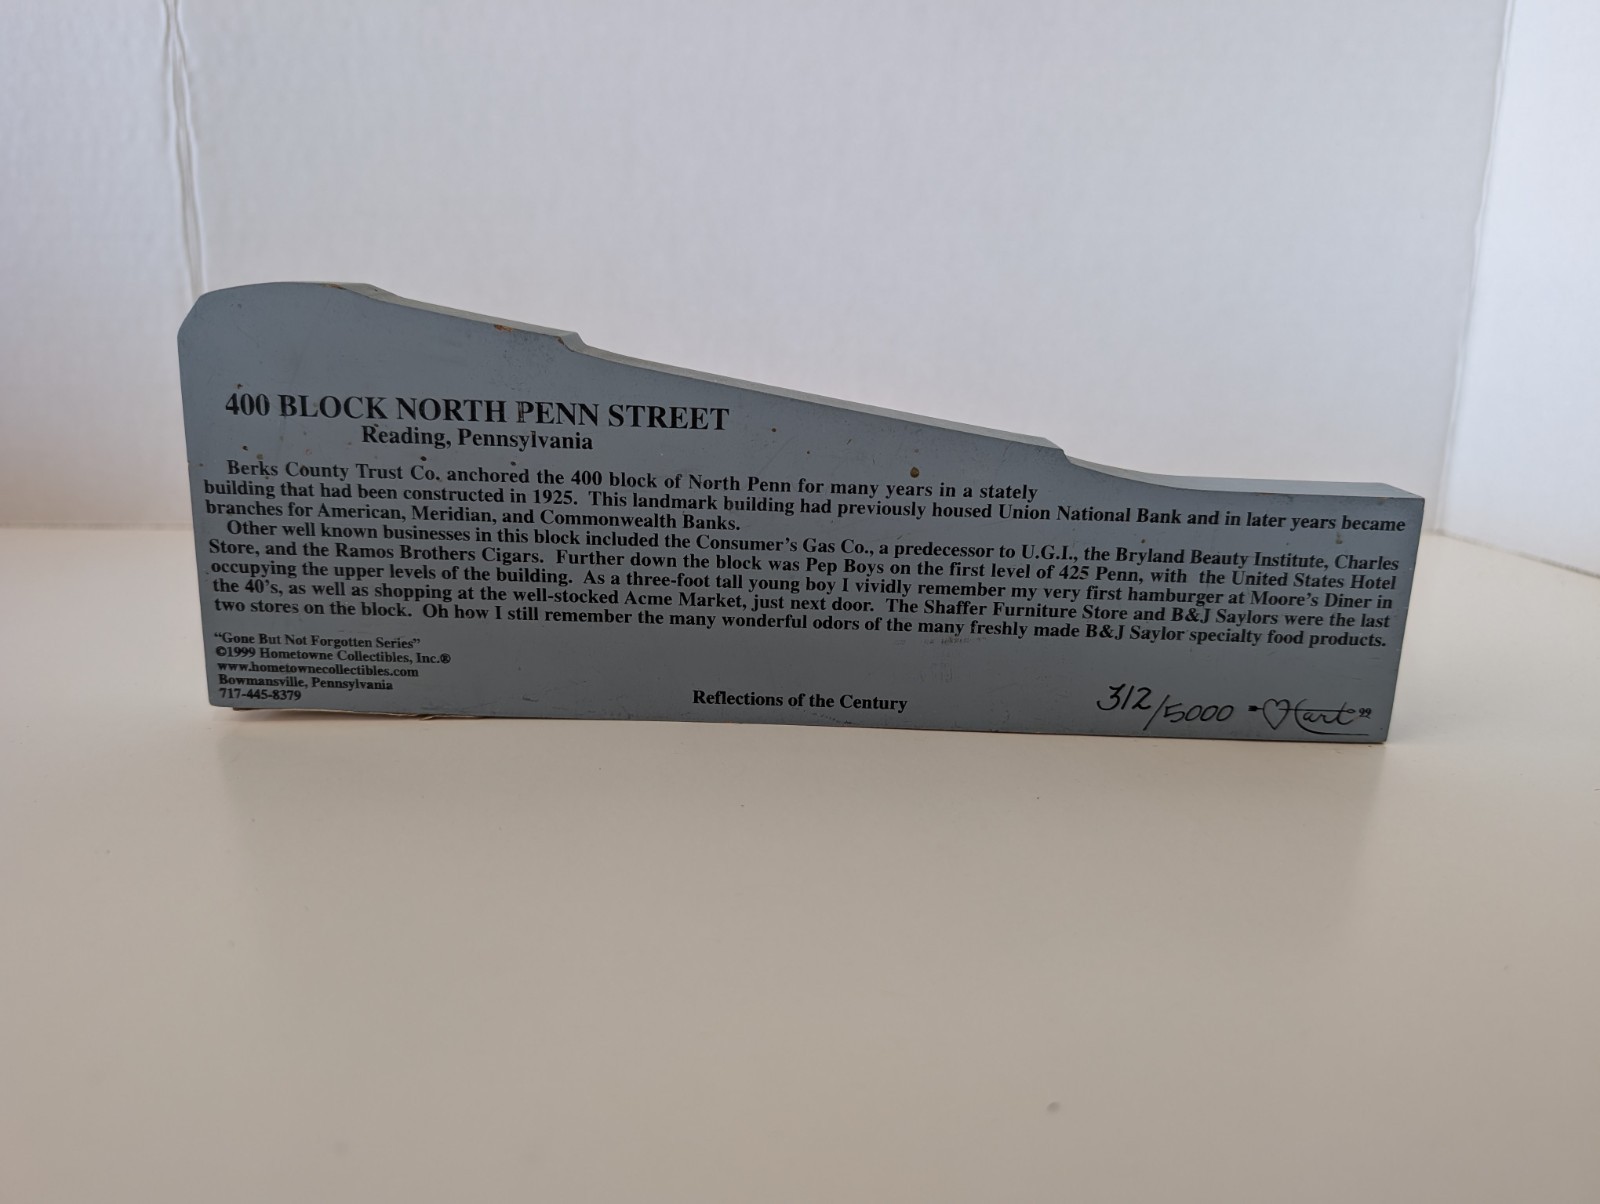 400 BLOCK NORTH PENN STREET
Reading, Pennsylvania
Berks County Trust Co. anchored the 400 block of North Penn for many years in a stately
building that had been constructed in 1925. This landmark building had previously housed Union National Bank and in later years became
branches for American, Meridian, and Commonwealth Banks.
Other well known businesses in this block included the Consumer's Gas Co., a predecessor to U.G.I., the Bryland Beauty Institute, Charles
Store, and the Ramos Brothers Cigars. Further down the block was Pep Boys on the first level of 425 Penn, with the United States Hotel
occupying the upper levels of the building. As a three-foot tall young boy I vividly remember my very first hamburger at Moore's Diner in
the 40's, as well as shopping at the well-stocked Acme Market, just next door. The Shaffer Furniture Store and B&J Saylors were the last
two stores on the block. Oh how I still remember the many wonderful odors of the many freshly made B&J Saylor specialty food products.
"Gone But Not Forgotten Series"
©1999 Hometowne Collectibles, Inc.®
www.hometownecollectibles.com
Bowmansville, Pennsylvania
717-445-8379
Reflections of the Century
312/5000 Hart 99